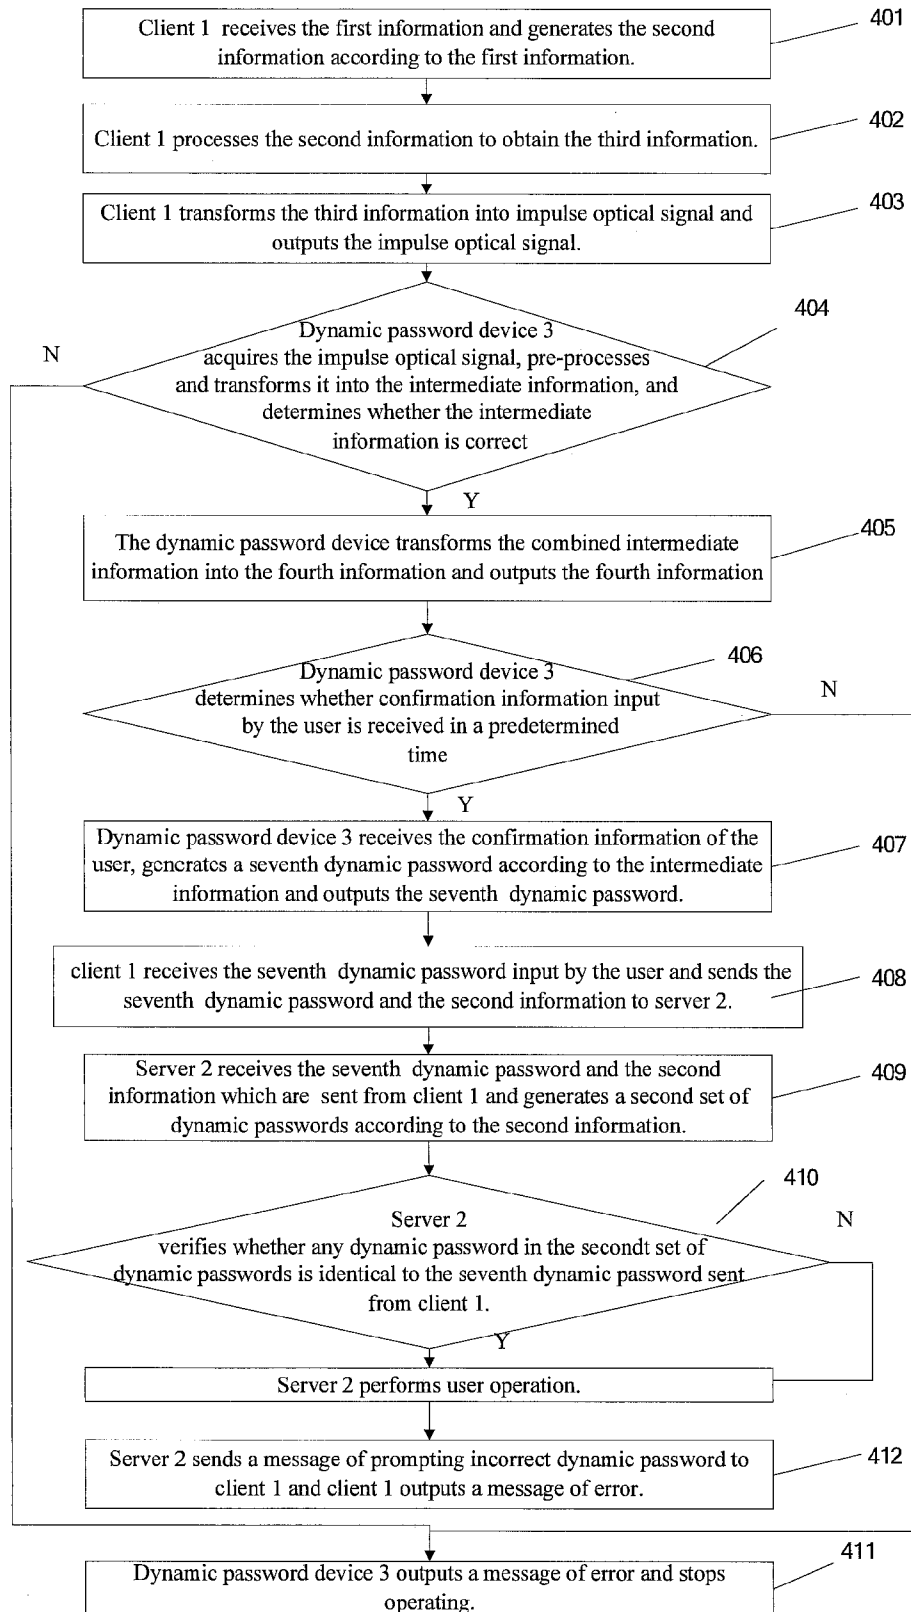 Client 1 receives the first information and generates the second
information according to the first information.
401
Client 1 processes the second information to obtain the third information.
402
Client 1 transforms the third information into impulse optical signal and
outputs the impulse optical signal.
403
Dynamic password device 3
acquires the impulse optical signal, pre-processes
and transforms it into the intermediate information, and
determines whether the intermediate
information is correct
404
N
Y
The dynamic password device transforms the combined intermediate
information into the fourth information and outputs the fourth information
405
Dynamic password device 3
determines whether confirmation information input
by the user is received in a predetermined
time
406
N
Y
Dynamic password device 3 receives the confirmation information of the
user, generates a seventh dynamic password according to the intermediate
information and outputs the seventh dynamic password.
407
client 1 receives the seventh dynamic password input by the user and sends the
seventh dynamic password and the second information to server 2.
408
Server 2 receives the seventh dynamic password and the second
information which are sent from client 1 and generates a second set of
dynamic passwords according to the second information.
409
Server 2
verifies whether any dynamic password in the secondt set of
dynamic passwords is identical to the seventh dynamic password sent
from client 1.
410
N
Y
Server 2 performs user operation.
Server 2 sends a message of prompting incorrect dynamic password to
client 1 and client 1 outputs a message of error.
412
Dynamic password device 3 outputs a message of error and stops
operating.
411